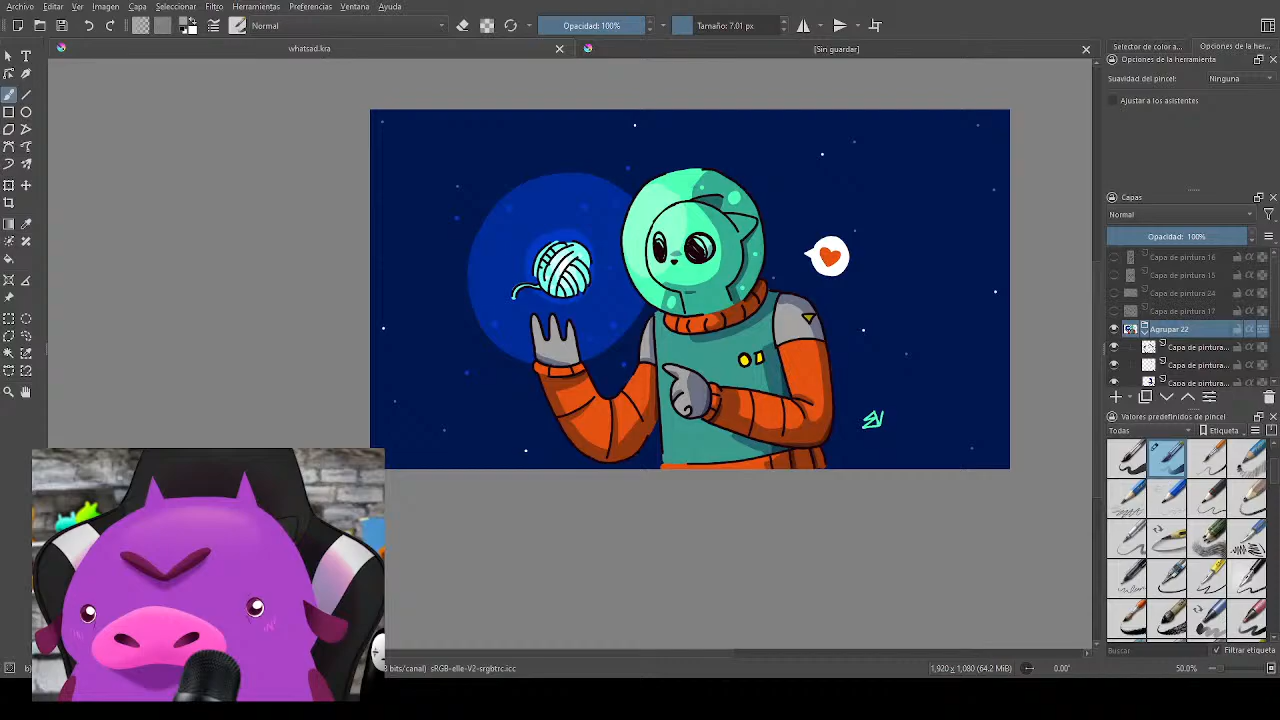 Archivo Editar Ver Imagen Capa Seleccionar Filtro Herramientas Preferencias Ventana Ayuda
Normal Opacidad: 100% Tamaño: 7.01 px.
whatsad.kra [Sin guardar] Selector de color a... Opciones de la her...
Opciones de la herramienta
Suavidad del pincel: Ninguna
Ajustar a los asistentes
Capas
Normal
Opacidad: 100%
Capa de pintura 16
Capa de pintura 15
Capa de pintura 24
Capa de pintura 17
Agrupar 22
Capa de pintura...
Capa de pintura...
Capa de pintura...
Valores predefinidos de pincel
Todas Etiqueta
Buscar Filtrar etiqueta
bits/canal) sRGB-elle-V2-srgbtrc.icc 1,920 x 1,080 (64.2 MiB) 0.00° 50.0%